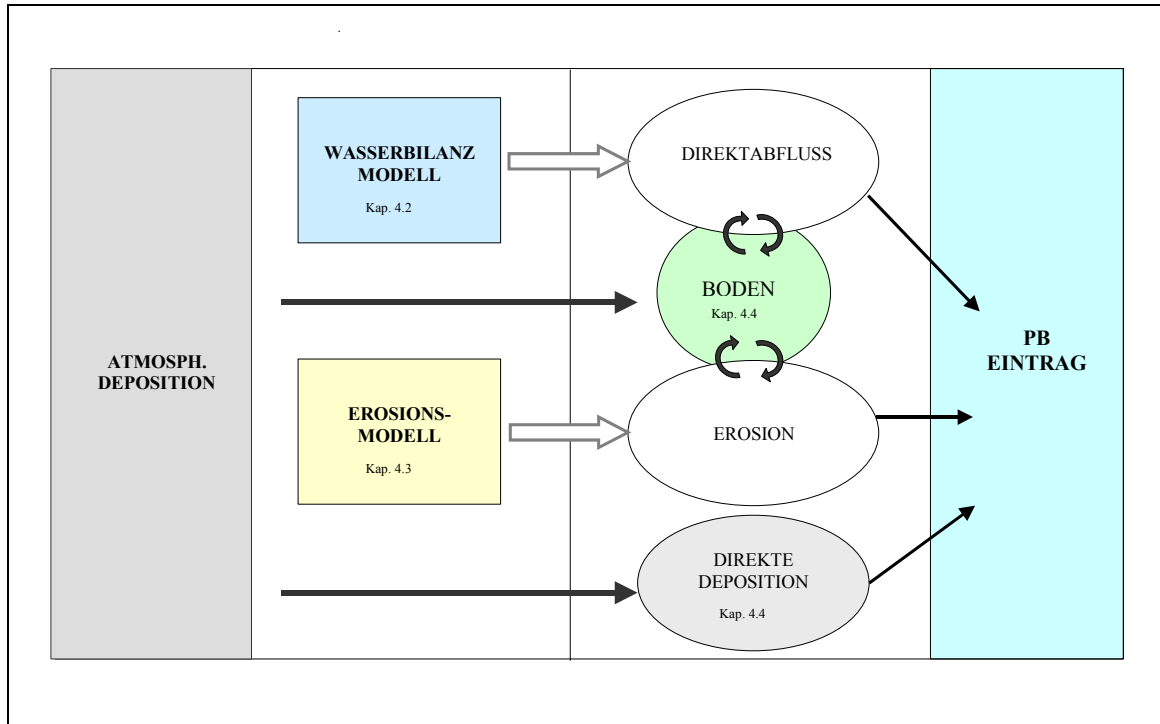 ATMOSPH.
DEPOSITION
WASSERBILANZ
MODELL
Kap. 4.2
EROSIONS-
MODELL
Kap. 4.3
DIREKTABFLUSS
BODEN
Kap. 4.4
EROSION
DIREKTE
DEPOSITION
Kap. 4.4
PB
EINTRAG